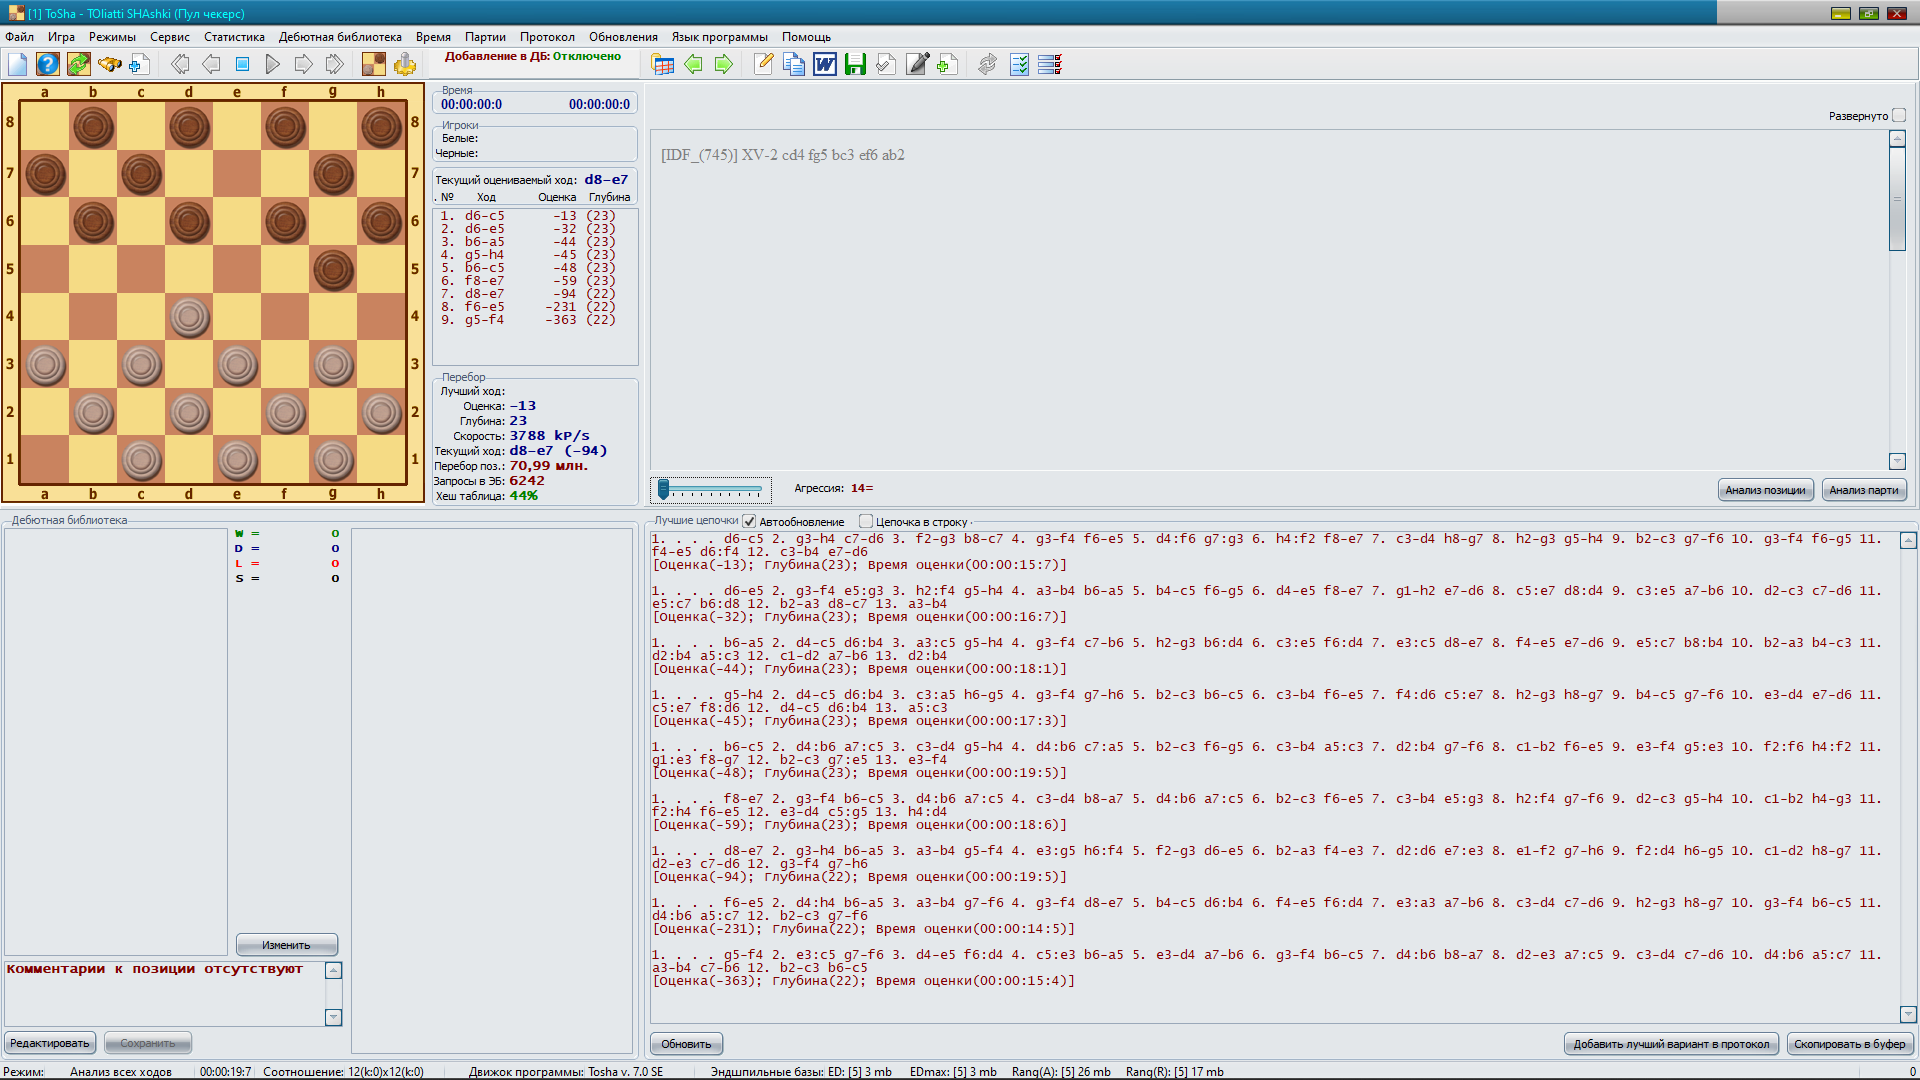 [1] ToSha - TOliatti SHAshki (Пул чекерс)
Файл Игра Режимы Сервис Статистика Дебютная библиотека Время Партии Протокол Обновления Язык программы Помощь
Добавление в ДБ: Отключено
a b c d e f g h
8 8
7 7
6 6
5 5
4 4
3 3
2 2
1 1
a b c d e f g h
Время
00:00:00:0 00:00:00:0
Игроки
Белые:
Черные:
Текущий оцениваемый ход: d8-e7
. № Ход Оценка Глубина
1. d6-c5 -13 (23)
2. d6-e5 -32 (23)
3. b6-a5 -44 (23)
4. g5-h4 -45 (23)
5. b6-c5 -48 (23)
6. f8-e7 -59 (23)
7. d8-e7 -94 (22)
8. f6-e5 -231 (22)
9. g5-f4 -363 (22)
Перебор
Лучший ход:
Оценка: -13
Глубина: 23
Скорость: 3788 kP/s
Текущий ход: d8-e7 (-94)
Перебор поз.: 70,99 млн.
Запросы в ЭБ: 6242
Хеш таблица: 44%
Развернуто
[IDF_(745)] XV-2 cd4 fg5 bc3 ef6 ab2
Агрессия: 14=
Анализ позиции Анализ парти
Дебютная библиотека
W = 0
D = 0
L = 0
S = 0
Изменить
Комментарии к позиции отсутствуют
Редактировать Сохранить
Лучшие цепочки Автообновление Цепочка в строку
1. . . . d6-c5 2. g3-h4 c7-d6 3. f2-g3 b8-c7 4. g3-f4 f6-e5 5. d4:f6 g7:g3 6. h4:f2 f8-e7 7. c3-d4 h8-g7 8. h2-g3 g5-h4 9. b2-c3 g7-f6 10. g3-f4 f6-g5 11.
f4-e5 d6:f4 12. c3-b4 e7-d6
[Оценка(-13); Глубина(23); Время оценки(00:00:15:7)]
1. . . . d6-e5 2. g3-f4 e5:g3 3. h2:f4 g5-h4 4. a3-b4 b6-a5 5. b4-c5 f6-g5 6. d4-e5 f8-e7 7. g1-h2 e7-d6 8. c5:e7 d8:d4 9. c3:e5 a7-b6 10. d2-c3 c7-d6 11.
e5:c7 b6:d8 12. b2-a3 d8-c7 13. a3-b4
[Оценка(-32); Глубина(23); Время оценки(00:00:16:7)]
1. . . . b6-a5 2. d4-c5 d6:b4 3. a3:c5 g5-h4 4. g3-f4 c7-b6 5. h2-g3 b6:d4 6. c3:e5 f6:d4 7. e3:c5 d8-e7 8. f4-e5 e7-d6 9. e5:c7 b8:b4 10. b2-a3 b4-c3 11.
d2:b4 a5:c3 12. c1-d2 a7-b6 13. d2:b4
[Оценка(-44); Глубина(23); Время оценки(00:00:18:1)]
1. . . . g5-h4 2. d4-c5 d6:b4 3. c3:a5 h6-g5 4. g3-f4 g7-h6 5. b2-c3 b6-c5 6. c3-b4 f6-e5 7. f4:d6 c5:e7 8. h2-g3 h8-g7 9. b4-c5 g7-f6 10. e3-d4 e7-d6 11.
c5:e7 f8:d6 12. d4-c5 d6:b4 13. a5:c3
[Оценка(-45); Глубина(23); Время оценки(00:00:17:3)]
1. . . . b6-c5 2. d4:b6 a7:c5 3. c3-d4 g5-h4 4. d4:b6 c7:a5 5. b2-c3 f6-g5 6. c3-b4 a5:c3 7. d2:b4 g7-f6 8. c1-b2 f6-e5 9. e3-f4 g5:e3 10. f2:f6 h4:f2 11.
g1:e3 f8-g7 12. b2-c3 g7:e5 13. e3-f4
[Оценка(-48); Глубина(23); Время оценки(00:00:19:5)]
1. . . . f8-e7 2. g3-f4 b6-c5 3. d4:b6 a7:c5 4. c3-d4 b8-a7 5. d4:b6 a7:c5 6. b2-c3 f6-e5 7. c3-b4 e5:g3 8. h2:f4 g7-f6 9. d2-c3 g5-h4 10. c1-b2 h4-g3 11.
f2:h4 f6-e5 12. e3-d4 c5:g5 13. h4:d4
[Оценка(-59); Глубина(23); Время оценки(00:00:18:6)]
1. . . . d8-e7 2. g3-h4 b6-a5 3. a3-b4 g5-f4 4. e3:g5 h6:f4 5. f2-g3 d6-e5 6. b2-a3 f4-e3 7. d2:d6 e7:e3 8. e1-f2 g7-h6 9. f2:d4 h6-g5 10. c1-d2 h8-g7 11.
d2-e3 c7-d6 12. g3-f4 g7-h6
[Оценка(-94); Глубина(22); Время оценки(00:00:19:5)]
1. . . . f6-e5 2. d4:h4 b6-a5 3. a3-b4 g7-f6 4. g3-f4 d8-e7 5. b4-c5 d6:b4 6. f4-e5 f6:d4 7. e3:a3 a7-b6 8. c3-d4 c7-d6 9. h2-g3 h8-g7 10. g3-f4 b6-c5 11.
d4:b6 a5:c7 12. b2-c3 g7-f6
[Оценка(-231); Глубина(22); Время оценки(00:00:14:5)]
1. . . . g5-f4 2. e3:c5 g7-f6 3. d4-e5 f6:d4 4. c5:e3 b6-a5 5. e3-d4 a7-b6 6. g3-f4 b6-c5 7. d4:b6 b8-a7 8. d2-e3 a7:c5 9. c3-d4 c7-d6 10. d4:b6 a5:c7 11.
a3-b4 c7-b6 12. b2-c3 b6-c5
[Оценка(-363); Глубина(22); Время оценки(00:00:15:4)]
Обновить Добавить лучший вариант в протокол Скопировать в буфер
Режим: Анализ всех ходов 00:00:19:7 Соотношение: 12(k:0)x12(k:0) Движок программы: Tosha v. 7.0 SE Эндшпильные базы: ED: [5] 3 mb EDmax: [5] 3 mb Rang(A): [5] 26 mb Rang(R): [5] 17 mb 0